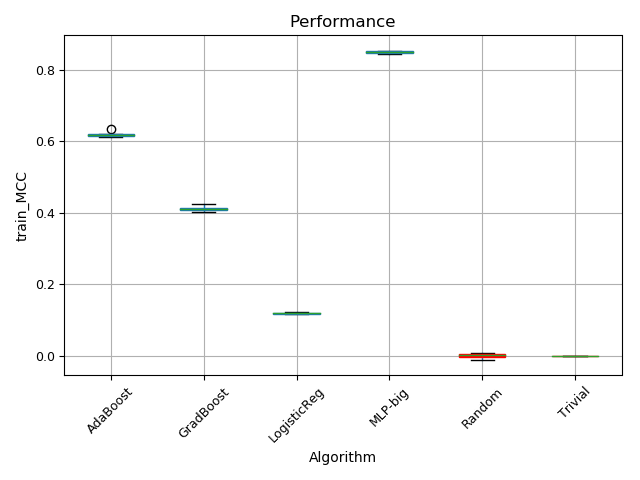 Performance
train_MCC
0.8
0.6
0.4
0.2
0.0
AdaBoost
GradBoost
LogisticReg
MLP-big
Random
Trivial
Algorithm